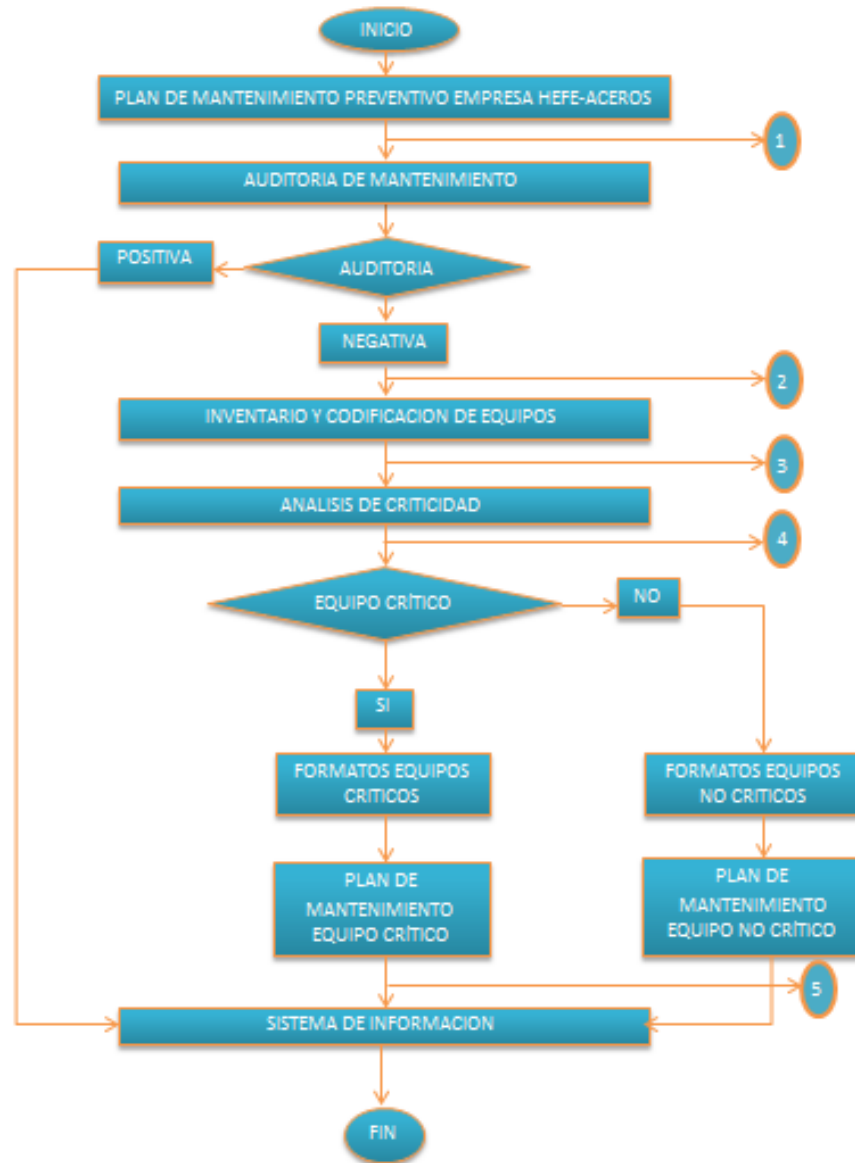 INICIO
PLAN DE MANTENIMIENTO PREVENTIVO EMPRESA HEFE-ACEROS
1
AUDITORIA DE MANTENIMIENTO
POSITIVA
AUDITORIA
NEGATIVA
2
INVENTARIO Y CODIFICACION DE EQUIPOS
3
ANALISIS DE CRITICIDAD
4
EQUIPO CRÍTICO
NO
SI
FORMATOS EQUIPOS
CRITICOS
FORMATOS EQUIPOS
NO CRITICOS
PLAN DE
MANTENIMIENTO
EQUIPO CRÍTICO
PLAN DE
MANTENIMIENTO
EQUIPO NO CRÍTICO
5
SISTEMA DE INFORMACION
FIN